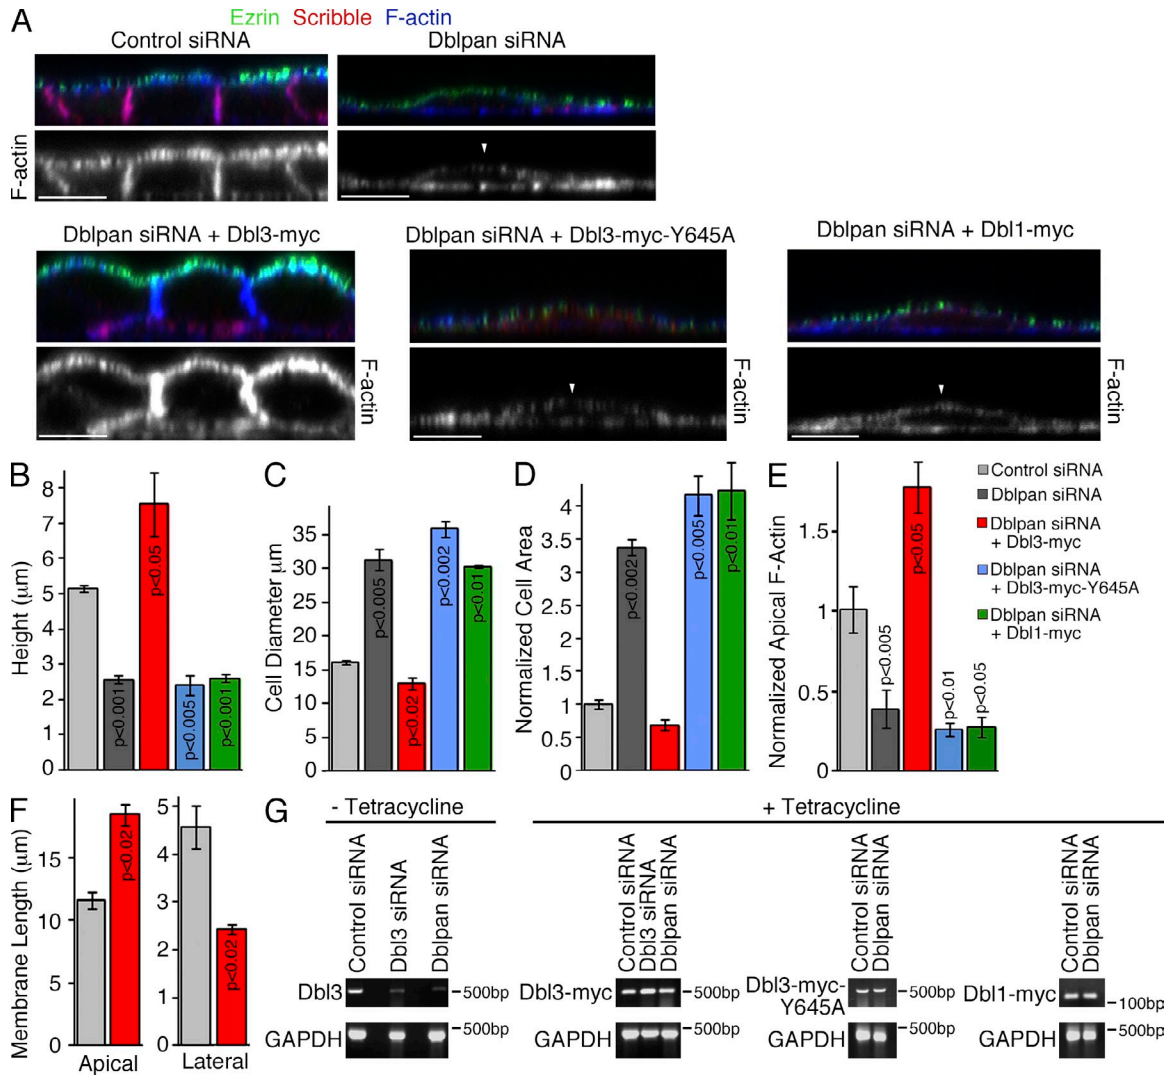 A
Ezrin Scribble F-actin
Control siRNA
Dblpan siRNA
F-actin
Dblpan siRNA + Dbl3-myc
Dblpan siRNA + Dbl3-myc-Y645A
Dblpan siRNA + Dbl1-myc
F-actin
F-actin
F-actin
B
Height (μm)
8
7
6
5
4
3
2
1
0
p<0.001
p<0.05
p<0.005
p<0.001
C
Cell Diameter μm
35
30
25
20
15
10
5
0
p<0.005
p<0.02
p<0.002
p<0.01
D
Normalized Cell Area
4
3.5
3
2.5
2
1.5
1
0.5
0
p<0.002
p<0.005
p<0.01
E
Normalized Apical F-Actin
1.5
1
0.5
0
p<0.005
p<0.05
p<0.01
p<0.05
Control siRNA
Dblpan siRNA
Dblpan siRNA
+ Dbl3-myc
Dblpan siRNA
+ Dbl3-myc-Y645A
Dblpan siRNA
+ Dbl1-myc
F
Membrane Length (μm)
15
10
5
0
p<0.02
Apical
5
4
3
2
1
0
p<0.02
Lateral
G
- Tetracycline
+ Tetracycline
Control siRNA
Dbl3 siRNA
Dblpan siRNA
Control siRNA
Dbl3 siRNA
Dblpan siRNA
Control siRNA
Dblpan siRNA
Control siRNA
Dblpan siRNA
Dbl3
500bp
GAPDH
500bp
Dbl3-myc
500bp
GAPDH
500bp
Dbl3-myc-
Y645A
500bp
GAPDH
500bp
Dbl1-myc
100bp
GAPDH
500bp